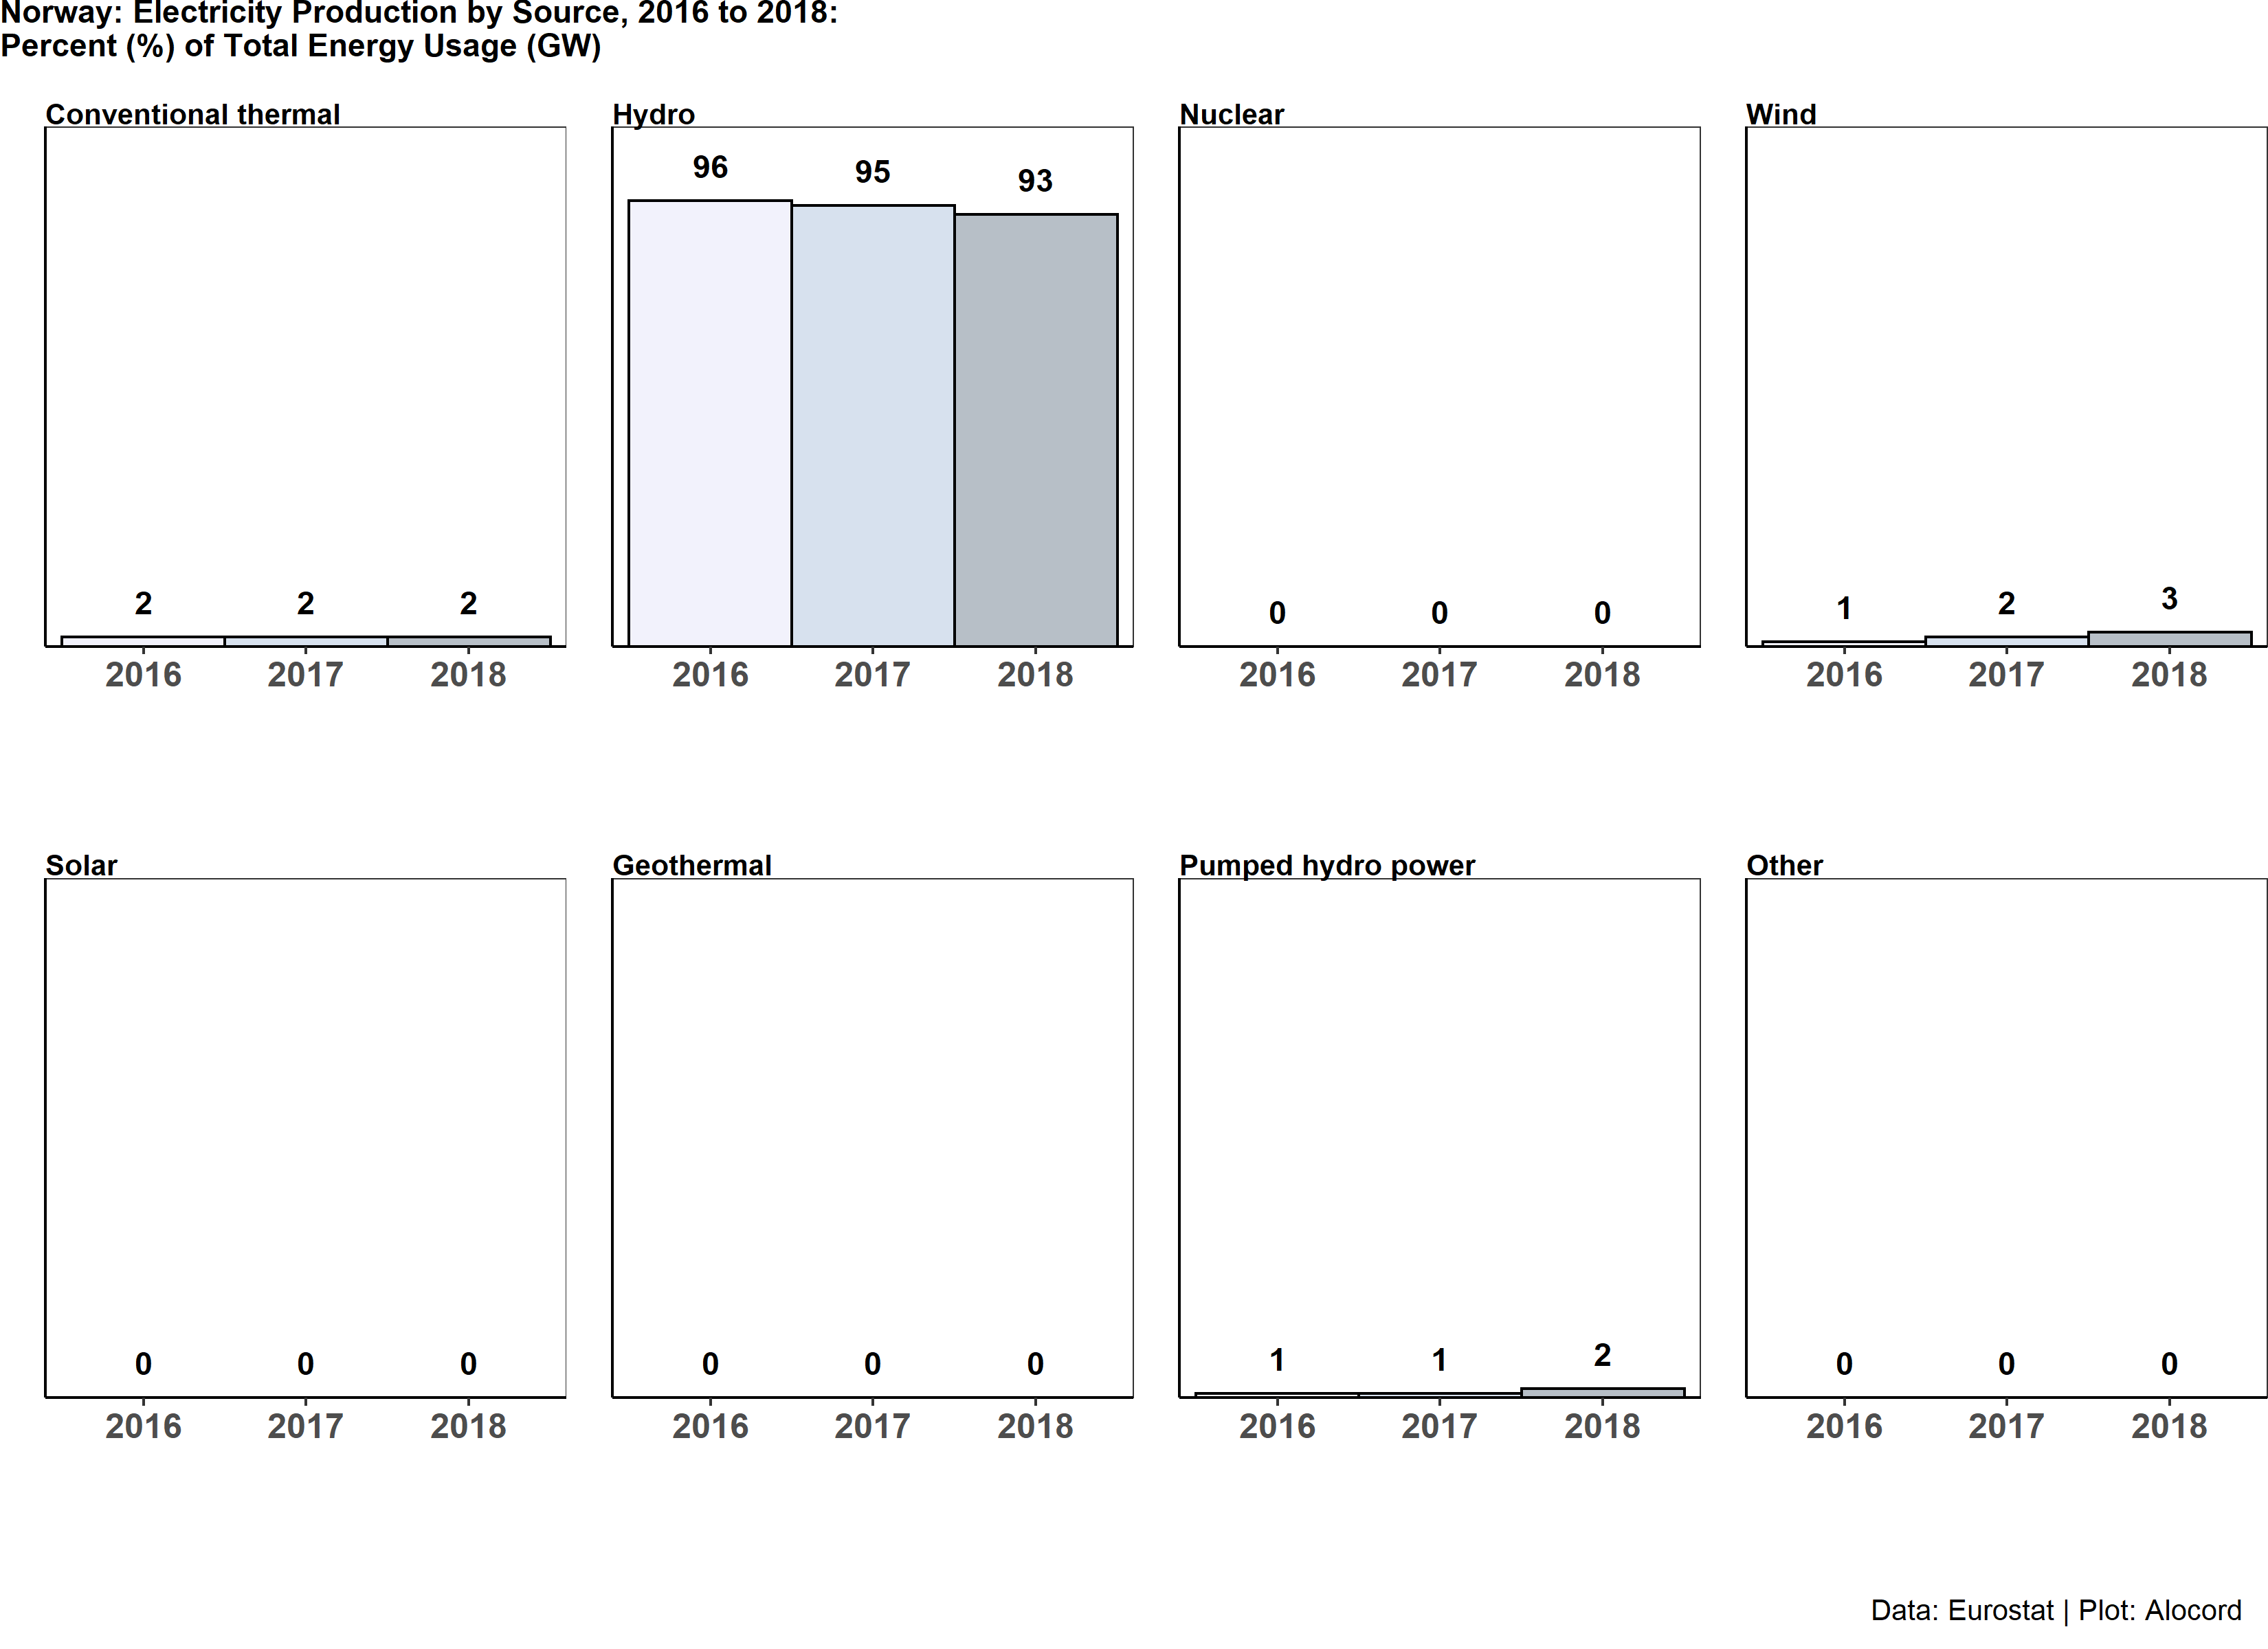 Norway: Electricity Production by Source, 2016 to 2018:
Percent (%) of Total Energy Usage (GW)
Conventional thermal
2 2 2
2016 2017 2018
Hydro
96 95 93
2016 2017 2018
Nuclear
0 0 0
2016 2017 2018
Wind
1 2 3
2016 2017 2018
Solar
0 0 0
2016 2017 2018
Geothermal
0 0 0
2016 2017 2018
Pumped hydro power
1 1 2
2016 2017 2018
Other
0 0 0
2016 2017 2018
Data: Eurostat | Plot: Alocord